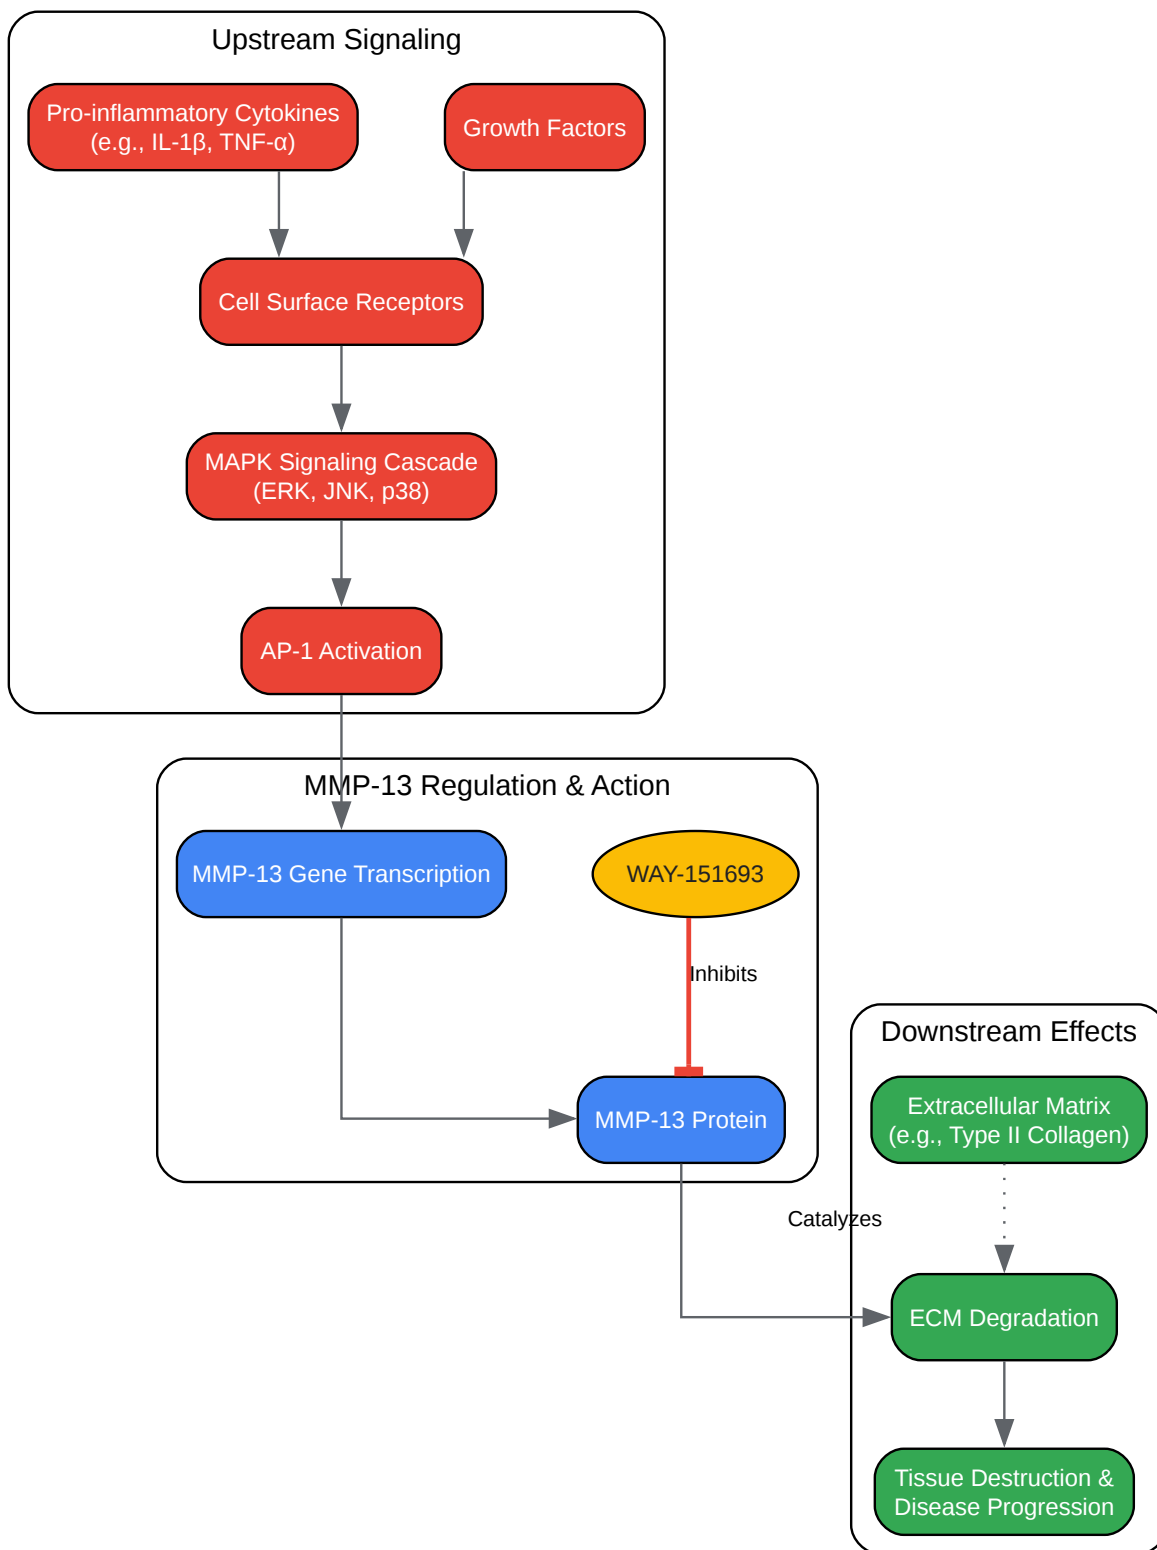 Upstream Signaling
Pro-inflammatory Cytokines
(e.g., IL-1β, TNF-α)
Growth Factors
Cell Surface Receptors
MAPK Signaling Cascade
(ERK, JNK, p38)
AP-1 Activation
MMP-13 Regulation & Action
MMP-13 Gene Transcription
WAY-151693
Inhibits
MMP-13 Protein
Downstream Effects
Extracellular Matrix
(e.g., Type II Collagen)
Catalyzes
ECM Degradation
Tissue Destruction &
Disease Progression